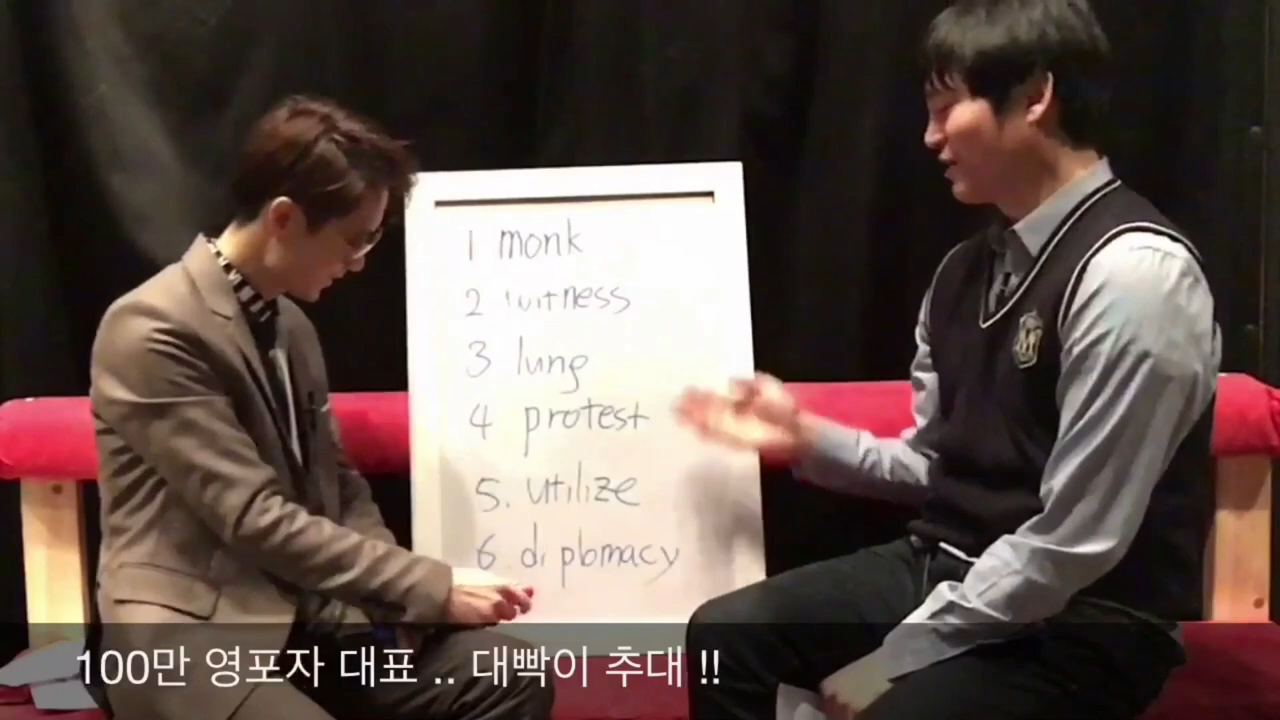 1 monk
2 witness
3 lung
4 protest
5. utilize
6. diplomacy
100만 영포자 대표 .. 대빡이 추대 !!